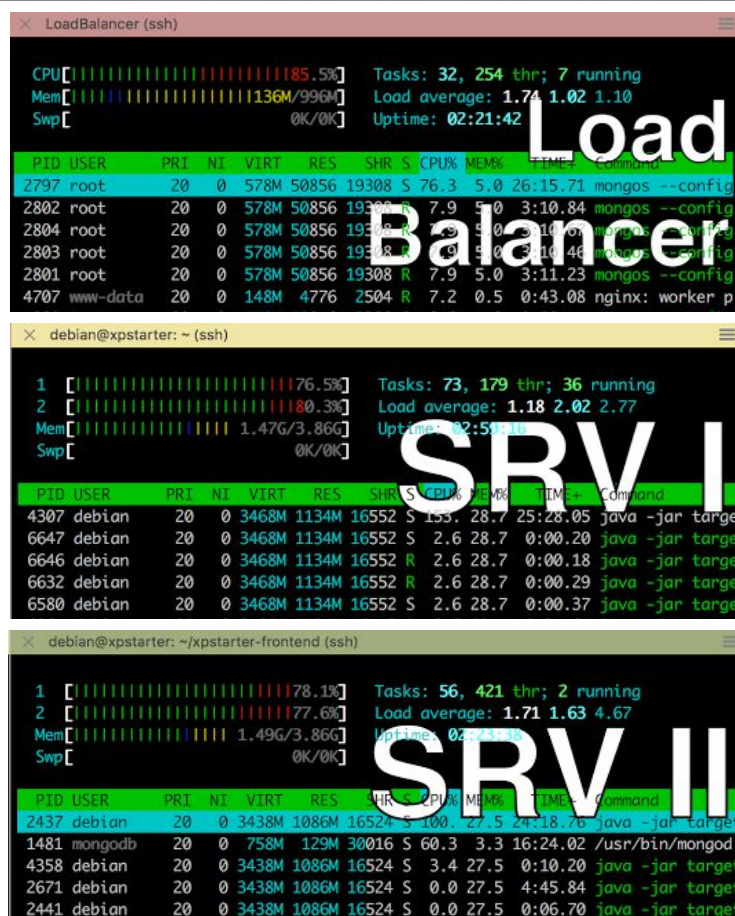 × LoadBalancer (ssh)
CPU[||||||||||||||||||||||||||85.5%] Tasks: 32, 254 thr; 7 running
Mem[||||||||||||||||||||136M/996M] Load average: 1.74 1.02 1.10
Swp[ 0K/0K] Uptime: 02:21:42
Load
PID USER PRI NI VIRT RES SHR S CPU% MEM% TIME+ Command
2797 root 20 0 578M 50856 19308 S 76.3 5.0 26:15.71 mongos --config
2802 root 20 0 578M 50856 19308 R 7.9 5.0 3:10.84 mongos --config
2804 root 20 0 578M 50856 mongos --config
Balancer
2803 root 20 0 578M 50856 mongos --config
2801 root 20 0 578M 50856 19308 R 7.9 5.0 3:11.23 mongos --config
4707 www-data 20 0 148M 4776 2504 R 7.2 0.5 0:43.08 nginx: worker p
× debian@xpstarter: ~ (ssh)
1 [||||||||||||||||||||||||||76.5%] Tasks: 73, 179 thr; 36 running
2 [||||||||||||||||||||||||||80.3%] Load average: 1.18 2.02 2.77
Mem[|||||||||||||||||| 1.47G/3.86G] Uptime: 02:59:16
Swp[ 0K/0K]
SRV I
PID USER PRI NI VIRT RES SHR S CPU% MEM% TIME+ Command
4307 debian 20 0 3468M 1134M 16552 S 153. 28.7 25:28.05 java -jar targe
6647 debian 20 0 3468M 1134M 16552 S 2.6 28.7 0:00.20 java -jar targe
6646 debian 20 0 3468M 1134M 16552 R 2.6 28.7 0:00.18 java -jar targe
6632 debian 20 0 3468M 1134M 16552 R 2.6 28.7 0:00.29 java -jar targe
6580 debian 20 0 3468M 1134M 16552 S 2.6 28.7 0:00.37 java -jar targe
× debian@xpstarter: ~/xpstarter-frontend (ssh)
1 [||||||||||||||||||||||||||78.1%] Tasks: 56, 421 thr; 2 running
2 [||||||||||||||||||||||||||77.6%] Load average: 1.71 1.63 4.67
Mem[|||||||||||||||||| 1.49G/3.86G] Uptime: 02:23:38
Swp[ 0K/0K]
SRV II
PID USER PRI NI VIRT RES SHR S CPU% MEM% TIME+ Command
2437 debian 20 0 3438M 1086M 16524 S 100. 27.5 24:18.76 java -jar target
1481 mongodb 20 0 758M 129M 30016 S 60.3 3.3 16:24.02 /usr/bin/mongod
4358 debian 20 0 3438M 1086M 16524 S 3.4 27.5 0:10.20 java -jar target
2671 debian 20 0 3438M 1086M 16524 S 0.0 27.5 4:45.84 java -jar target
2441 debian 20 0 3438M 1086M 16524 S 0.0 27.5 0:06.70 java -jar target